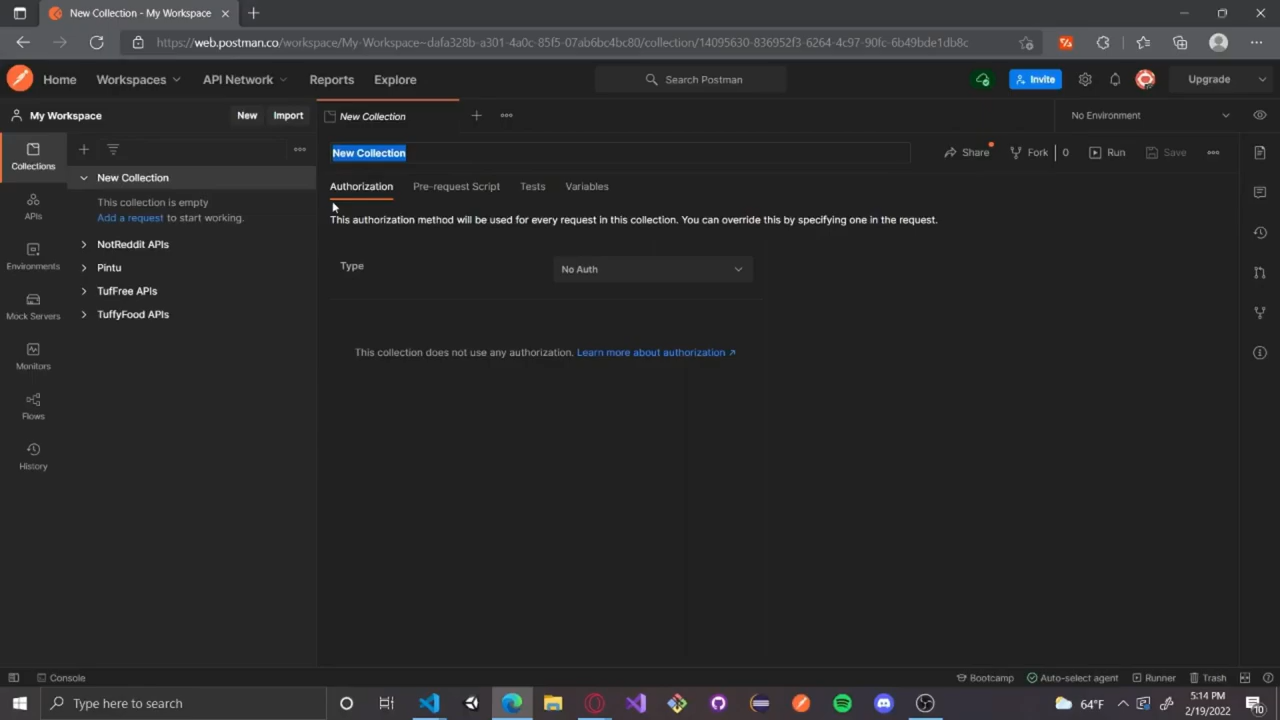 New Collection - My Workspace
https://web.postman.co/workspace/My-Workspace~dafa328b-a301-4a0c-85f5-07ab6bc4bc80/collection/14095630-836952f3-6264-4c97-90fc-6b49bde1db8c
Home Workspaces API Network Reports Explore Search Postman Invite Upgrade
My Workspace New Import New Collection No Environment
Collections
New Collection Share Fork 0 Run Save
New Collection
Authorization Pre-request Script Tests Variables
This collection is empty
Add a request to start working.
This authorization method will be used for every request in this collection. You can override this by specifying one in the request.
APIs
NotReddit APIs
Environments
Pintu
Type No Auth
TufFree APIs
Mock Servers
TuffyFood APIs
This collection does not use any authorization. Learn more about authorization
Monitors
Flows
History
Console Bootcamp Auto-select agent Runner Trash
Type here to search
64°F
5:14 PM
2/19/2022
10